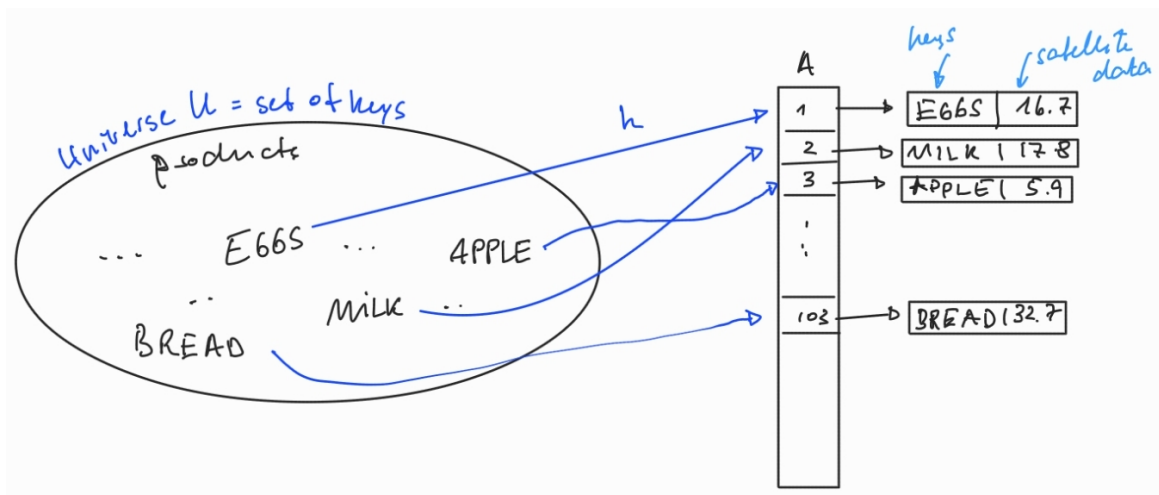 Universe U = set of keys
products
... EGGS ... APPLE
.. MILK ..
BREAD
h
A
keys
satellite data
1 EGGS | 16.7
2 MILK | 17 8
3 APPLE | 5.9
103 BREAD | 32.7